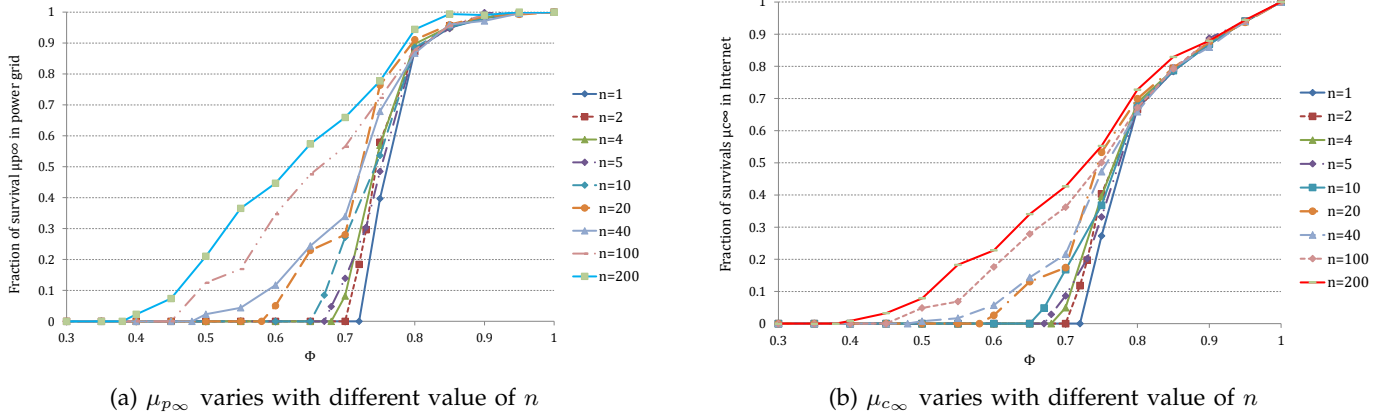 Fraction of survival μp∞ in power grid
1
0.9
0.8
0.7
0.6
0.5
0.4
0.3
0.2
0.1
0
0.3 0.4 0.5 0.6 0.7 0.8 0.9 1
Φ
n=1
n=2
n=4
n=5
n=10
n=20
n=40
n=100
n=200
(a) μp∞ varies with different value of n
Fraction of survivals μc∞ in Internet
1
0.9
0.8
0.7
0.6
0.5
0.4
0.3
0.2
0.1
0
0.3 0.4 0.5 0.6 0.7 0.8 0.9 1
Φ
n=1
n=2
n=4
n=5
n=10
n=20
n=40
n=100
n=200
(b) μc∞ varies with different value of n